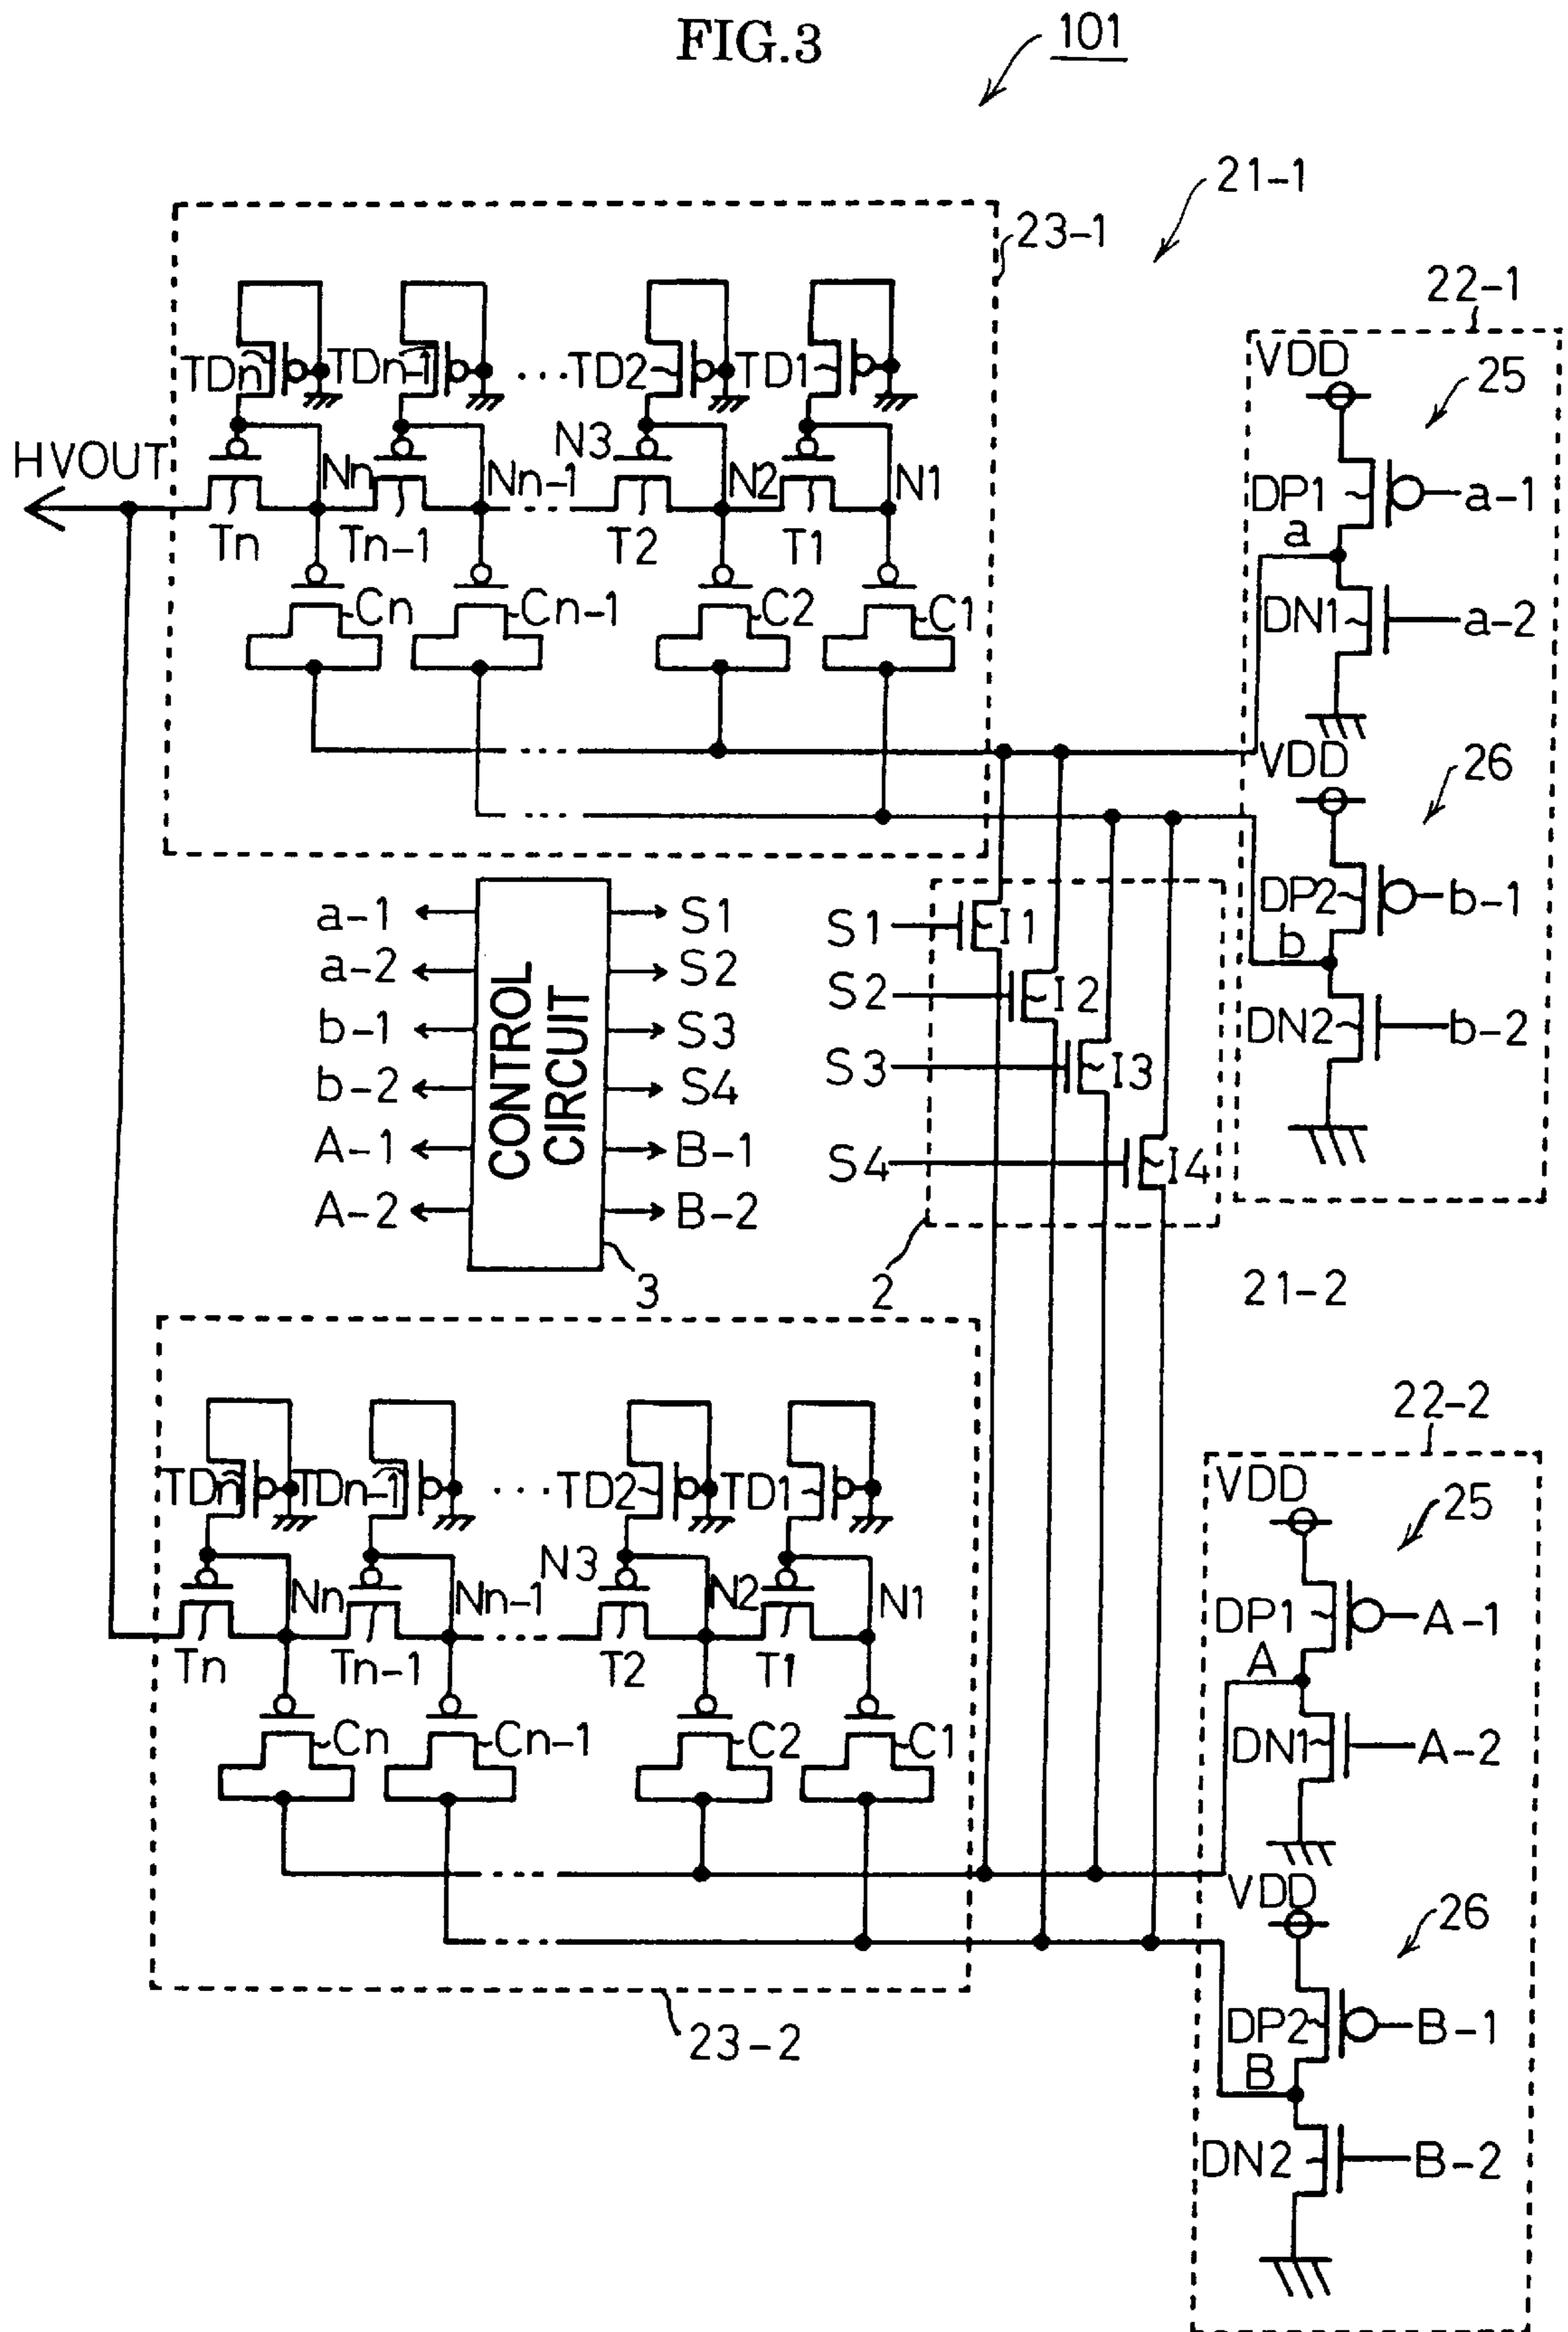 FIG.3
101
21-1
23-1
22-1
VDD
25
TDn TDn-1 ...TD2 TD1
HVOUT
Nn Nn-1 N3 N2 N1
DP1 a-1
a
Tn Tn-1 T2 T1
Cn Cn-1 C2 C1
DN1 a-2
VDD
26
DP2 b-1
b
DN2 b-2
a-1 S1
a-2 S2
b-1 S3
b-2 S4
A-1 B-1
A-2 B-2
CONTROL
CIRCUIT
3
S1 I1
S2 I2
S3 I3
S4 I4
2
21-2
22-2
VDD
25
TDn TDn-1 ...TD2 TD1
Nn Nn-1 N3 N2 N1
DP1 A-1
A
Tn Tn-1 T2 T1
Cn Cn-1 C2 C1
DN1 A-2
VDD
26
DP2 B-1
B
23-2
DN2 B-2